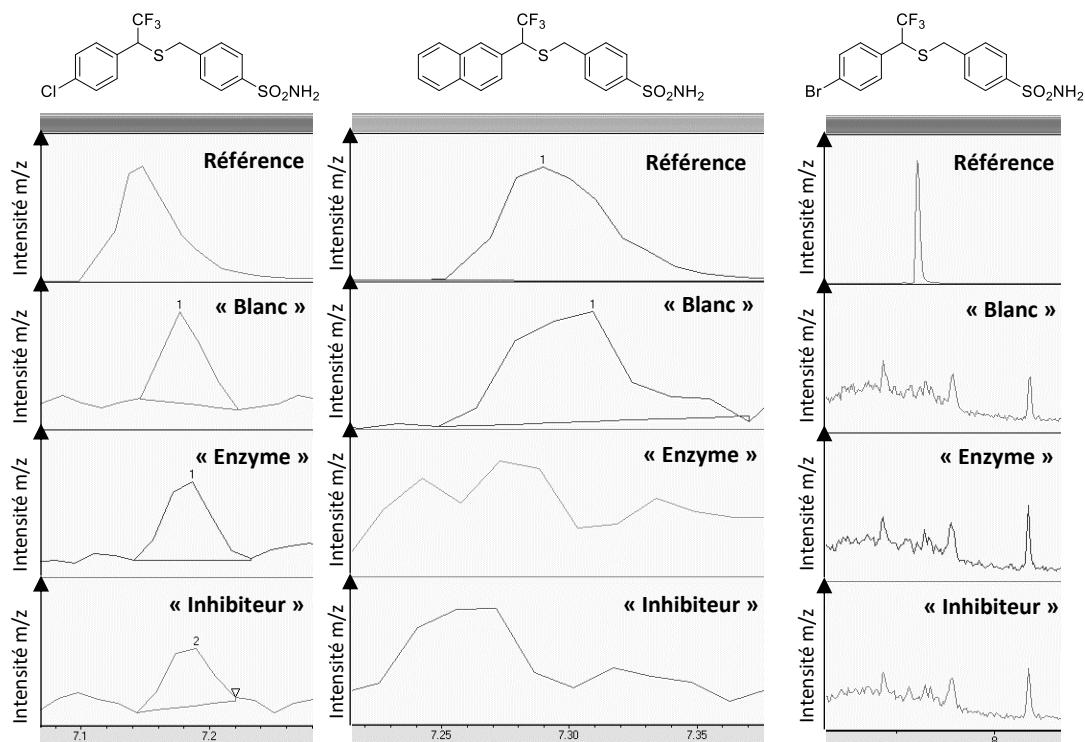 CF3
S
Cl
SO2NH2
CF3
S
SO2NH2
CF3
S
Br
SO2NH2
Intensité m/z
Référence
Intensité m/z
1
Référence
Intensité m/z
Référence
Intensité m/z
1
« Blanc »
Intensité m/z
1
« Blanc »
Intensité m/z
« Blanc »
Intensité m/z
1
« Enzyme »
Intensité m/z
« Enzyme »
Intensité m/z
« Enzyme »
Intensité m/z
2
« Inhibiteur »
Intensité m/z
« Inhibiteur »
Intensité m/z
« Inhibiteur »
7.1 7.2
7.25 7.30 7.35
8